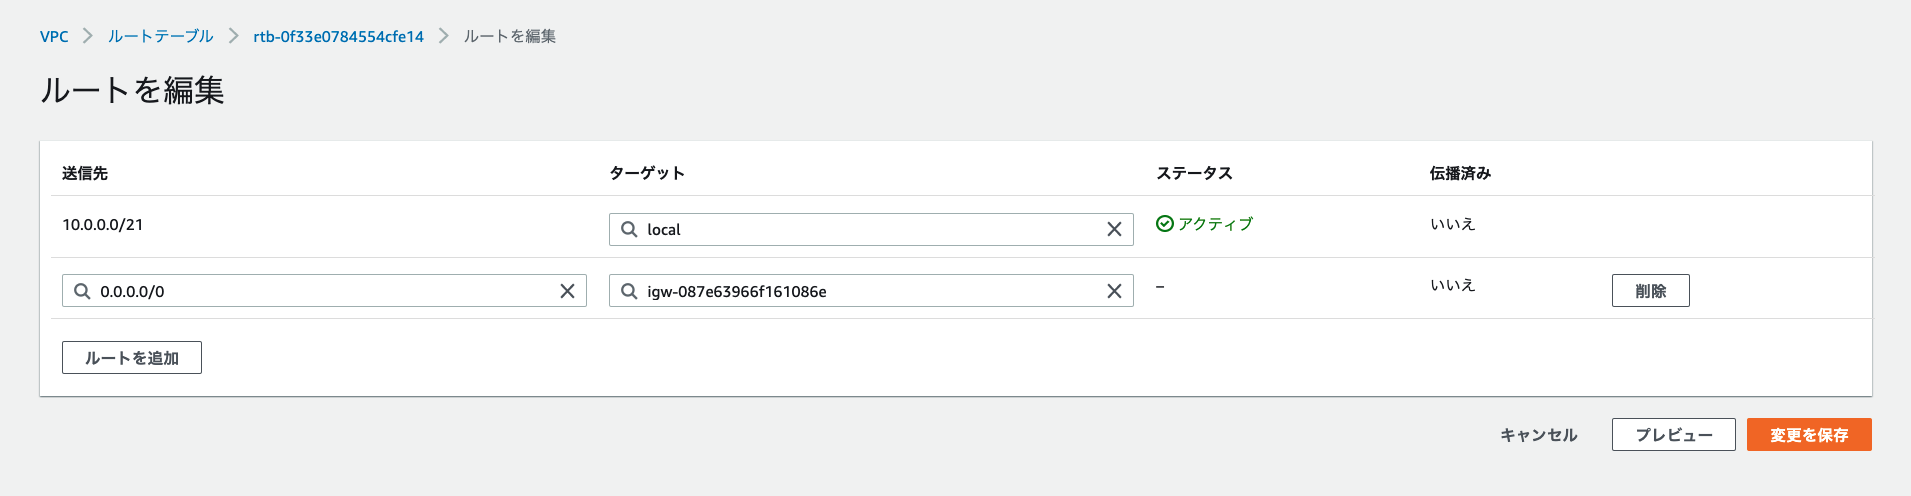 VPC > ルートテーブル > rtb-0f33e0784554cfe14 > ルートを編集
ルートを編集
送信先 ターゲット ステータス 伝播済み
10.0.0.0/21 local アクティブ いいえ
0.0.0.0/0 igw-087e63966f161086e – いいえ 削除
ルートを追加
キャンセル プレビュー 変更を保存